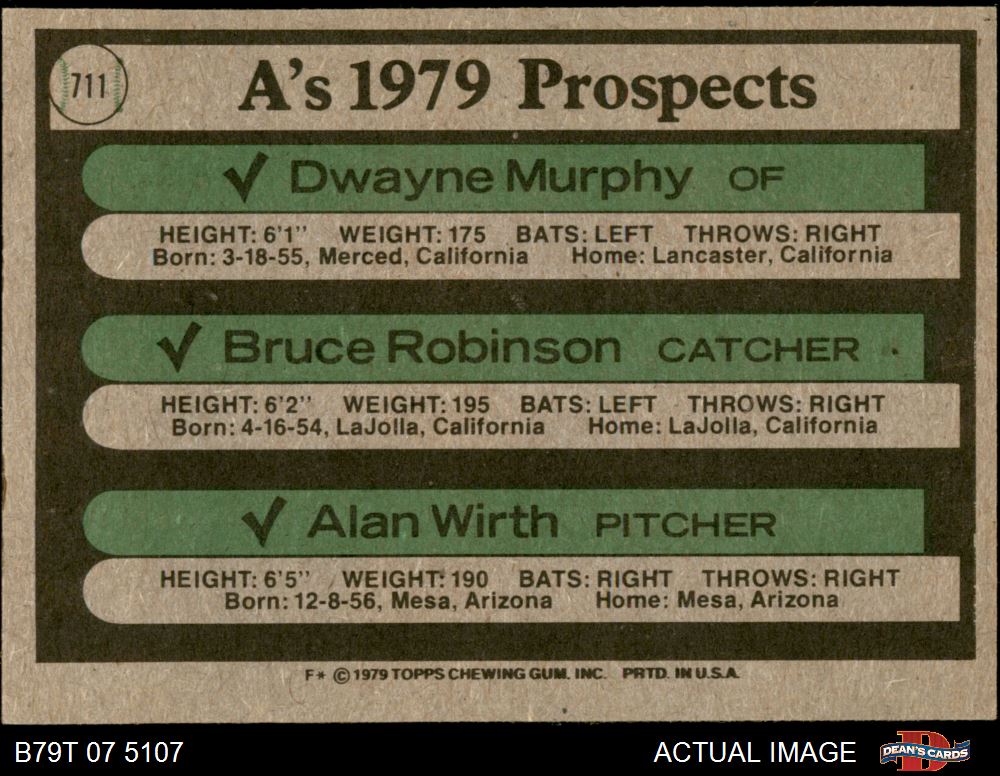 711
A's 1979 Prospects
✓ Dwayne Murphy OF
HEIGHT: 6'1" WEIGHT: 175 BATS: LEFT THROWS: RIGHT
Born: 3-18-55, Merced, California Home: Lancaster, California
✓ Bruce Robinson CATCHER
HEIGHT: 6'2" WEIGHT: 195 BATS: LEFT THROWS: RIGHT
Born: 4-16-54, LaJolla, California Home: LaJolla, California
✓ Alan Wirth PITCHER
HEIGHT: 6'5" WEIGHT: 190 BATS: RIGHT THROWS: RIGHT
Born: 12-8-56, Mesa, Arizona Home: Mesa, Arizona
F* © 1979 TOPPS CHEWING GUM. INC. PRTD. IN U.S.A.
B79T 07 5107 ACTUAL IMAGE D DEAN'S CARDS